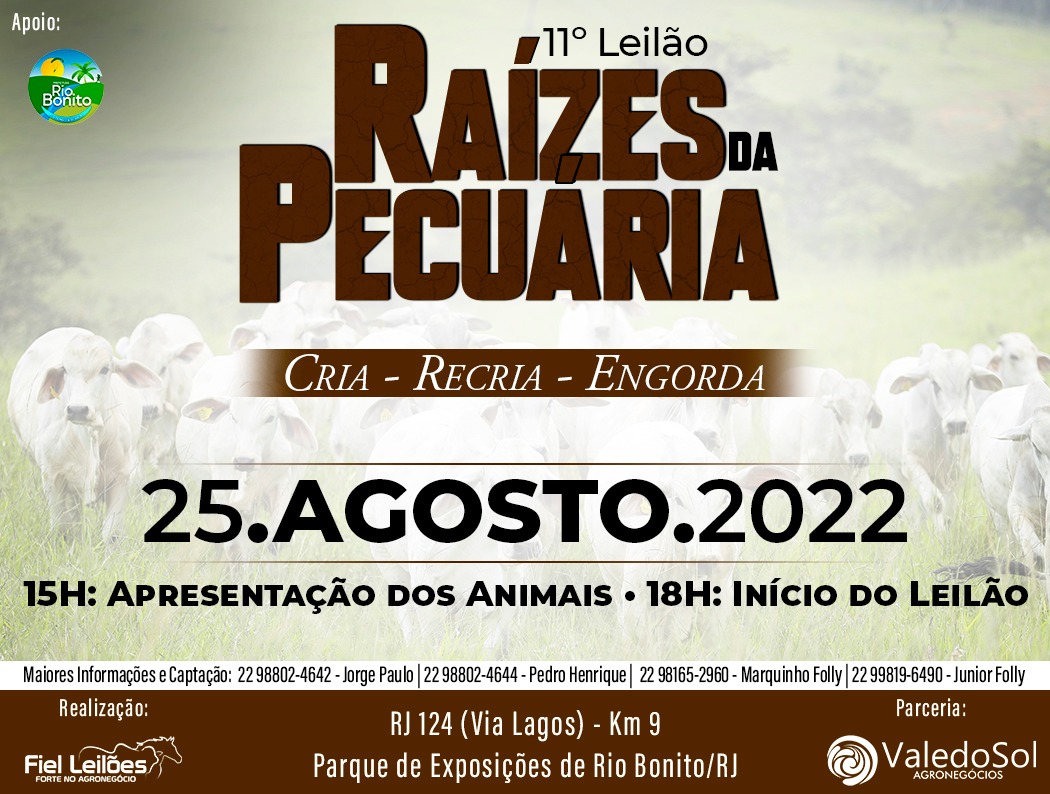 Apoio:
Rio
Bonito
11º Leilão
Raízes da
Pecuária
Cria - Recria - Engorda
25.AGOSTO.2022
15H: Apresentação dos Animais • 18H: Início do Leilão
Maiores Informações e Captação: 22 98802-4642 - Jorge Paulo | 22 98802-4644 - Pedro Henrique | 22 98165-2960 - Marquinho Folly | 22 99819-6490 - Junior Folly
Realização:
Fiel Leilões
FORTE NO AGRONEGÓCIO
RJ 124 (Via Lagos) - Km 9
Parque de Exposições de Rio Bonito/RJ
Parceria:
ValedoSol
AGRONEGÓCIOS